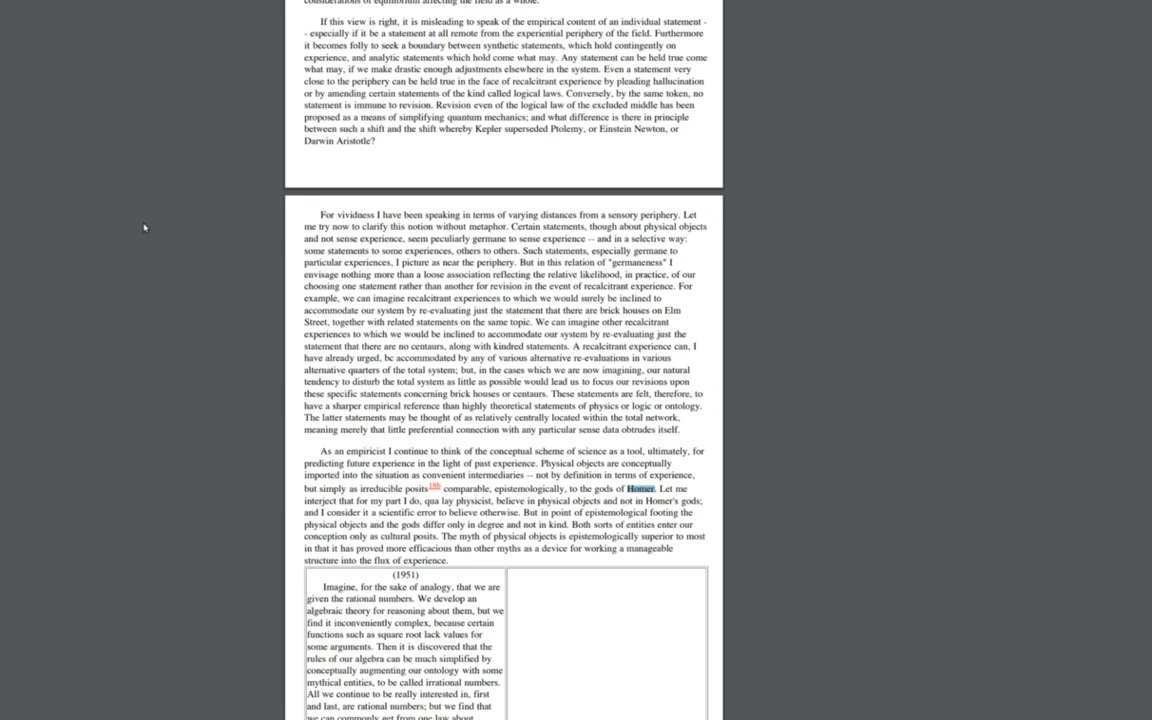 considerations of equilibrium affecting the field as a whole.
If this view is right, it is misleading to speak of the empirical content of an individual statement -
- especially if it be a statement at all remote from the experiential periphery of the field. Furthermore
it becomes folly to seek a boundary between synthetic statements, which hold contingently on
experience, and analytic statements which hold come what may. Any statement can be held true come
what may, if we make drastic enough adjustments elsewhere in the system. Even a statement very
close to the periphery can be held true in the face of recalcitrant experience by pleading hallucination
or by amending certain statements of the kind called logical laws. Conversely, by the same token, no
statement is immune to revision. Revision even of the logical law of the excluded middle has been
proposed as a means of simplifying quantum mechanics; and what difference is there in principle
between such a shift and the shift whereby Kepler superseded Ptolemy, or Einstein Newton, or
Darwin Aristotle?
For vividness I have been speaking in terms of varying distances from a sensory periphery. Let
me try now to clarify this notion without metaphor. Certain statements, though about physical objects
and not sense experience, seem peculiarly germane to sense experience -- and in a selective way:
some statements to some experiences, others to others. Such statements, especially germane to
particular experiences, I picture as near the periphery. But in this relation of "germaneness" I
envisage nothing more than a loose association reflecting the relative likelihood, in practice, of our
choosing one statement rather than another for revision in the event of recalcitrant experience. For
example, we can imagine recalcitrant experiences to which we would surely be inclined to
accommodate our system by re-evaluating just the statement that there are brick houses on Elm
Street, together with related statements on the same topic. We can imagine other recalcitrant
experiences to which we would be inclined to accommodate our system by re-evaluating just the
statement that there are no centaurs, along with kindred statements. A recalcitrant experience can, I
have already urged, be accommodated by any of various alternative re-evaluations in various
alternative quarters of the total system; but, in the cases which we are now imagining, our natural
tendency to disturb the total system as little as possible would lead us to focus our revisions upon
these specific statements concerning brick houses or centaurs. These statements are felt, therefore, to
have a sharper empirical reference than highly theoretical statements of physics or logic or ontology.
The latter statements may be thought of as relatively centrally located within the total network,
meaning merely that little preferential connection with any particular sense data obtrudes itself.
As an empiricist I continue to think of the conceptual scheme of science as a tool, ultimately, for
predicting future experience in the light of past experience. Physical objects are conceptually
imported into the situation as convenient intermediaries -- not by definition in terms of experience,
but simply as irreducible posits18b comparable, epistemologically, to the gods of Homer. Let me
interject that for my part I do, qua lay physicist, believe in physical objects and not in Homer's gods;
and I consider it a scientific error to believe otherwise. But in point of epistemological footing the
physical objects and the gods differ only in degree and not in kind. Both sorts of entities enter our
conception only as cultural posits. The myth of physical objects is epistemologically superior to most
in that it has proved more efficacious than other myths as a device for working a manageable
structure into the flux of experience.
(1951)
Imagine, for the sake of analogy, that we are
given the rational numbers. We develop an
algebraic theory for reasoning about them, but we
find it inconveniently complex, because certain
functions such as square root lack values for
some arguments. Then it is discovered that the
rules of our algebra can be much simplified by
conceptually augmenting our ontology with some
mythical entities, to be called irrational numbers.
All we continue to be really interested in, first
and last, are rational numbers; but we find that
we can commonly get from one law about